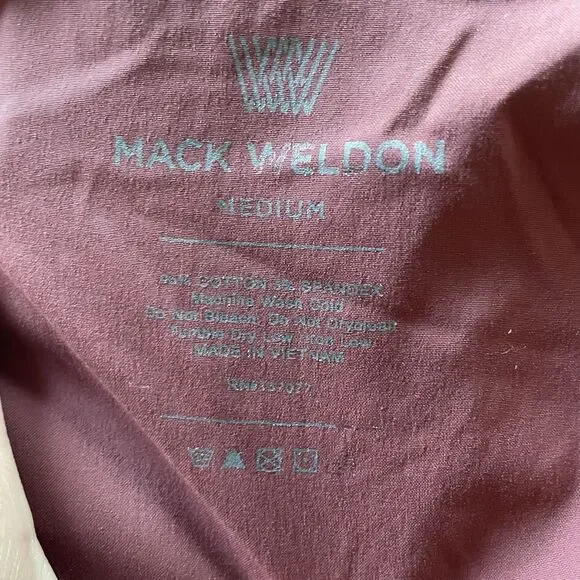 MACK WELDON
MEDIUM
COTTON SPANDEX
Machine Wash Cold
Do Not Bleach. Do Not Dryclean
Tumble Dry Low. Iron Low.
MADE IN VIETNAM